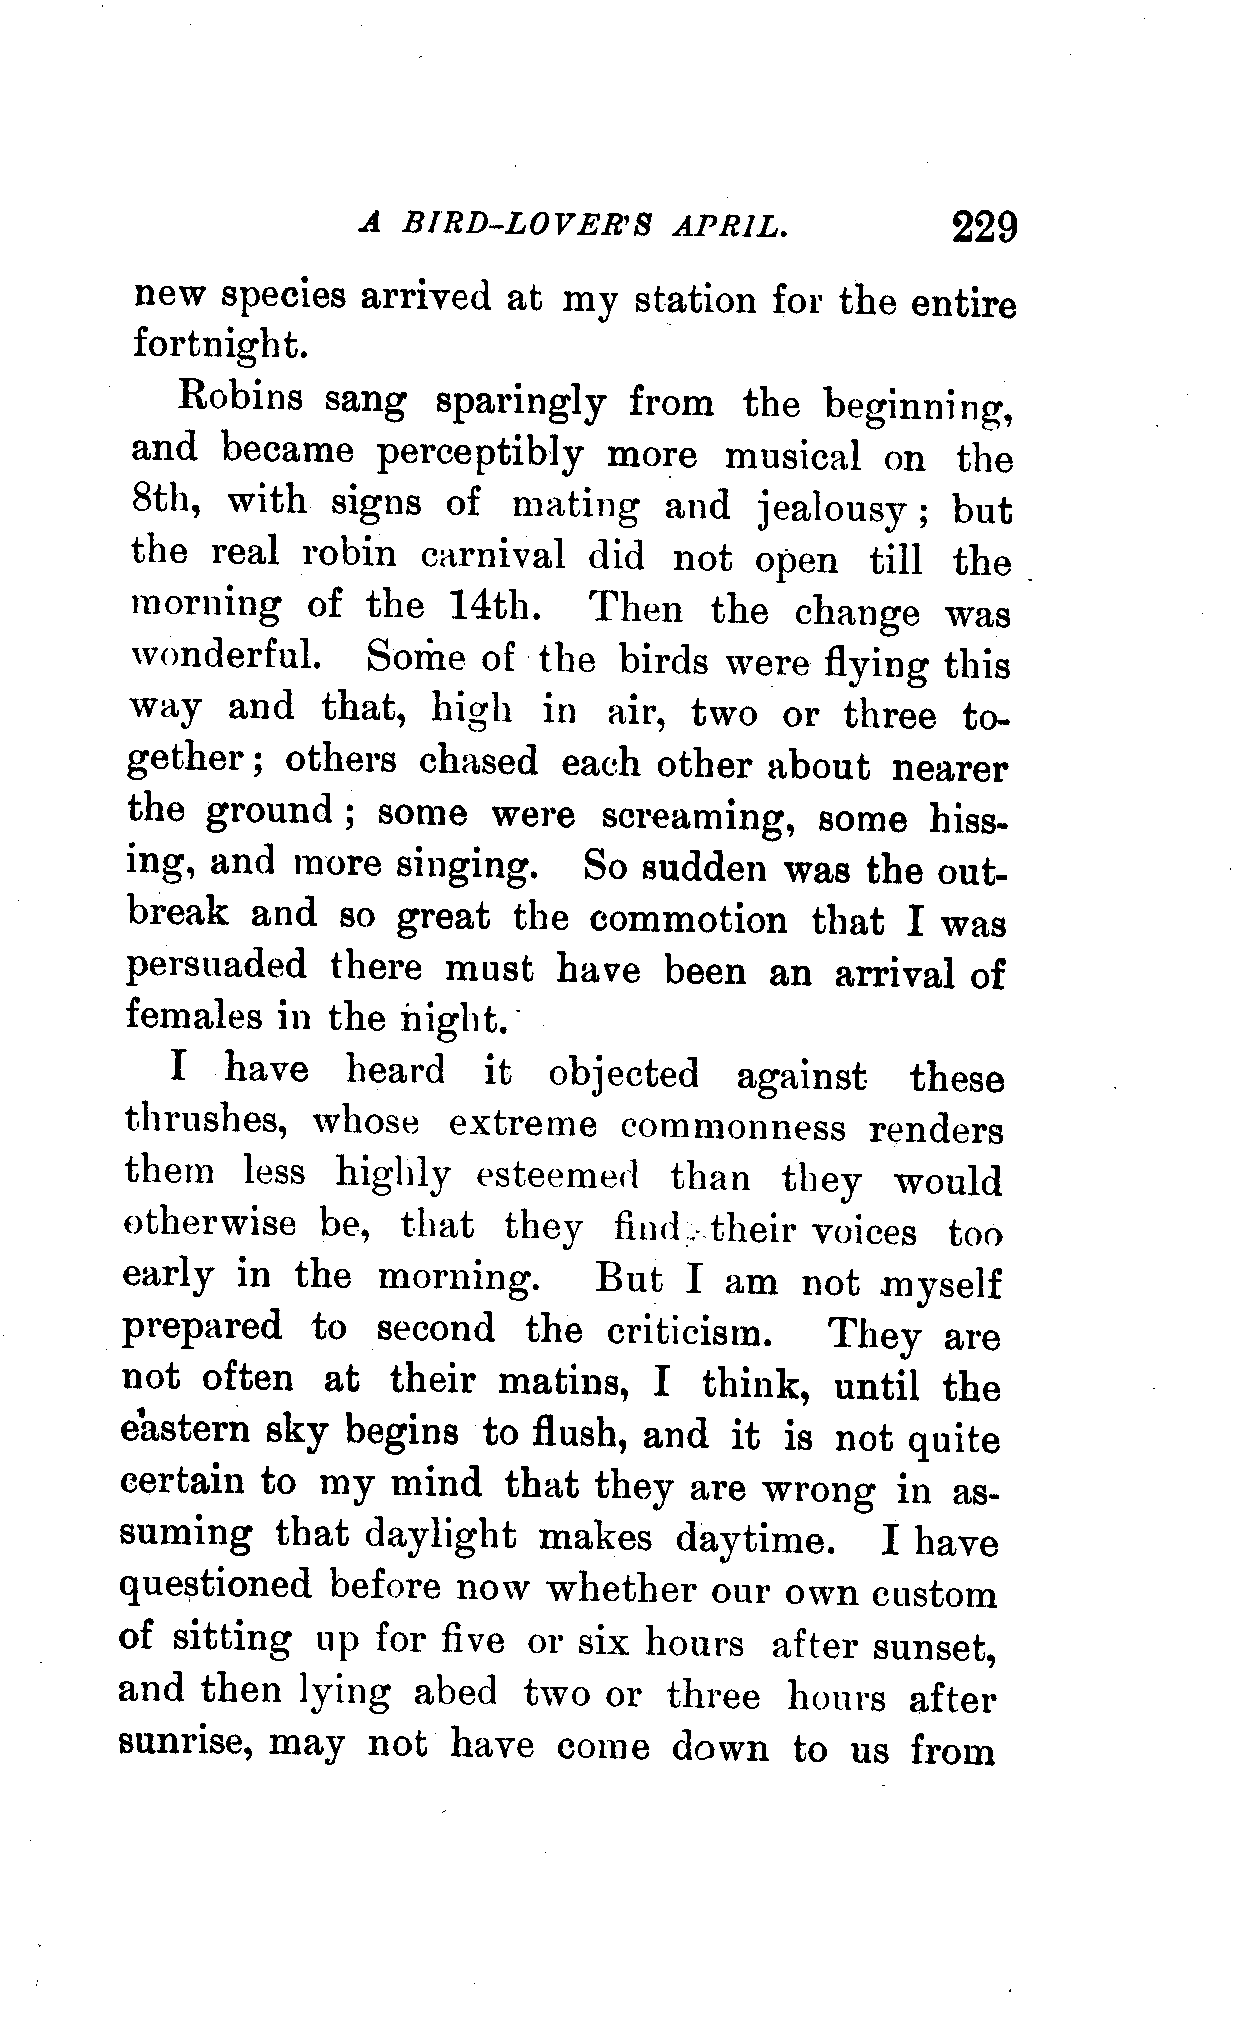 A BIRD-LOVER'S APRIL. 229
new species arrived at my station for the entire
fortnight.
Robins sang sparingly from the beginning,
and became perceptibly more musical on the
8th, with signs of mating and jealousy; but
the real robin carnival did not open till the
morning of the 14th. Then the change was
wonderful. Some of the birds were flying this
way and that, high in air, two or three to-
gether; others chased each other about nearer
the ground; some were screaming, some hiss-
ing, and more singing. So sudden was the out-
break and so great the commotion that I was
persuaded there must have been an arrival of
females in the night.
I have heard it objected against these
thrushes, whose extreme commonness renders
them less highly esteemed than they would
otherwise be, that they find their voices too
early in the morning. But I am not myself
prepared to second the criticism. They are
not often at their matins, I think, until the
eastern sky begins to flush, and it is not quite
certain to my mind that they are wrong in as-
suming that daylight makes daytime. I have
questioned before now whether our own custom
of sitting up for five or six hours after sunset,
and then lying abed two or three hours after
sunrise, may not have come down to us from